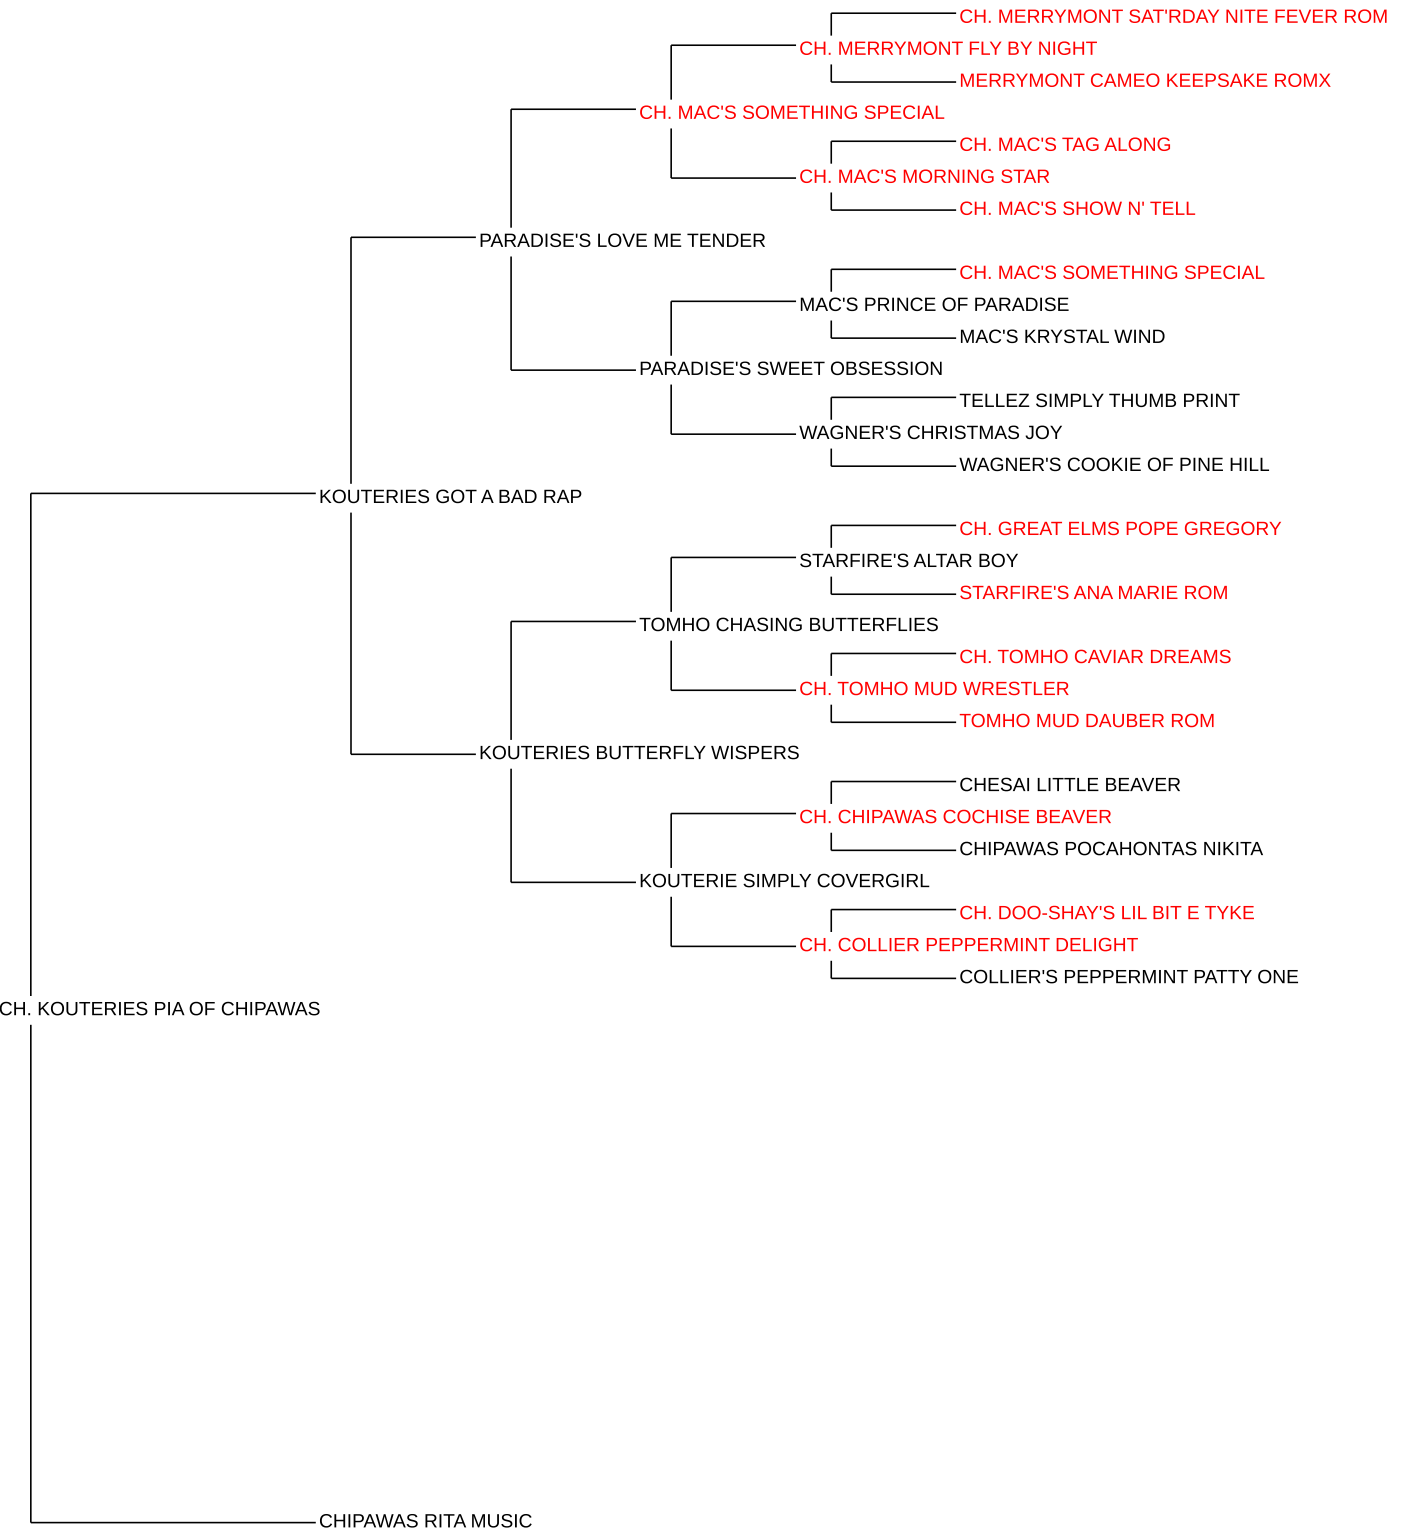 CH. MERRYMONT SAT'RDAY NITE FEVER ROM
CH. MERRYMONT FLY BY NIGHT
MERRYMONT CAMEO KEEPSAKE ROMX
CH. MAC'S SOMETHING SPECIAL
CH. MAC'S TAG ALONG
CH. MAC'S MORNING STAR
CH. MAC'S SHOW N' TELL
PARADISE'S LOVE ME TENDER
CH. MAC'S SOMETHING SPECIAL
MAC'S PRINCE OF PARADISE
MAC'S KRYSTAL WIND
PARADISE'S SWEET OBSESSION
TELLEZ SIMPLY THUMB PRINT
WAGNER'S CHRISTMAS JOY
WAGNER'S COOKIE OF PINE HILL
KOUTERIES GOT A BAD RAP
CH. GREAT ELMS POPE GREGORY
STARFIRE'S ALTAR BOY
STARFIRE'S ANA MARIE ROM
TOMHO CHASING BUTTERFLIES
CH. TOMHO CAVIAR DREAMS
CH. TOMHO MUD WRESTLER
TOMHO MUD DAUBER ROM
KOUTERIES BUTTERFLY WISPERS
CHESAI LITTLE BEAVER
CH. CHIPAWAS COCHISE BEAVER
CHIPAWAS POCAHONTAS NIKITA
KOUTERIE SIMPLY COVERGIRL
CH. DOO-SHAY'S LIL BIT E TYKE
CH. COLLIER PEPPERMINT DELIGHT
COLLIER'S PEPPERMINT PATTY ONE
CH. KOUTERIES PIA OF CHIPAWAS
CHIPAWAS RITA MUSIC